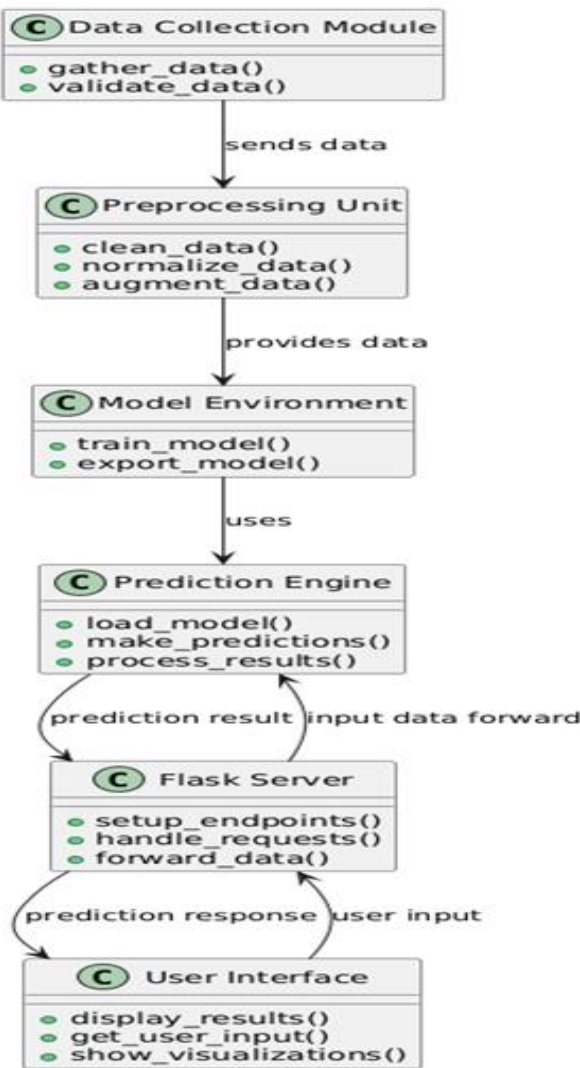 C Data Collection Module
gather_data()
validate_data()
sends data
C Preprocessing Unit
clean_data()
normalize_data()
augment_data()
provides data
C Model Environment
train_model()
export_model()
uses
C Prediction Engine
load_model()
make_predictions()
process_results()
prediction result
input data forward
C Flask Server
setup_endpoints()
handle_requests()
forward_data()
prediction response
user input
C User Interface
display_results()
get_user_input()
show_visualizations()